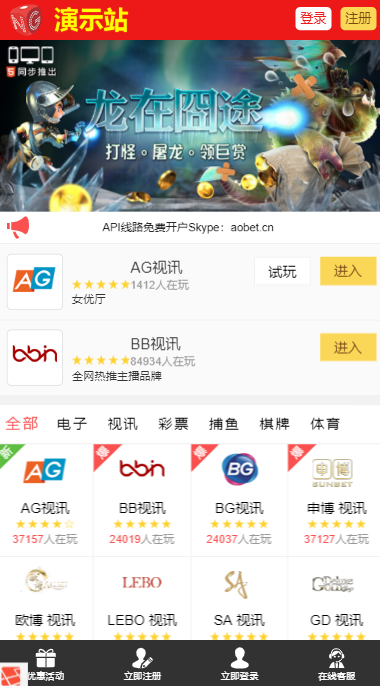 NG 演示站 登录 注册
5 同步推出
龙在囧途
打怪。屠龙。领巨赏
API线路免费开户Skype：aobet.cn
AG AG视讯 试玩 进入
★★★★★1412人在玩
女优厅
bbin BB视讯 进入
★★★★★84934人在玩
全网热推主播品牌
全部 电子 视讯 彩票 捕鱼 棋牌 体育
新 AG 爆 bbin BG 爆 申博
SUNBET
AG视讯 BB视讯 BG视讯 申博 视讯
★★★★☆ ★★★★★ ★★★★★ ★★★★★
37157人在玩 24019人在玩 24037人在玩 37127人在玩
LEBO SA
欧博 视讯 LEBO 视讯 SA 视讯 GD 视讯
★★★★★ ★★★★★ ★★★★★ ★★★★★
优惠活动 立即注册 立即登录 在线客服